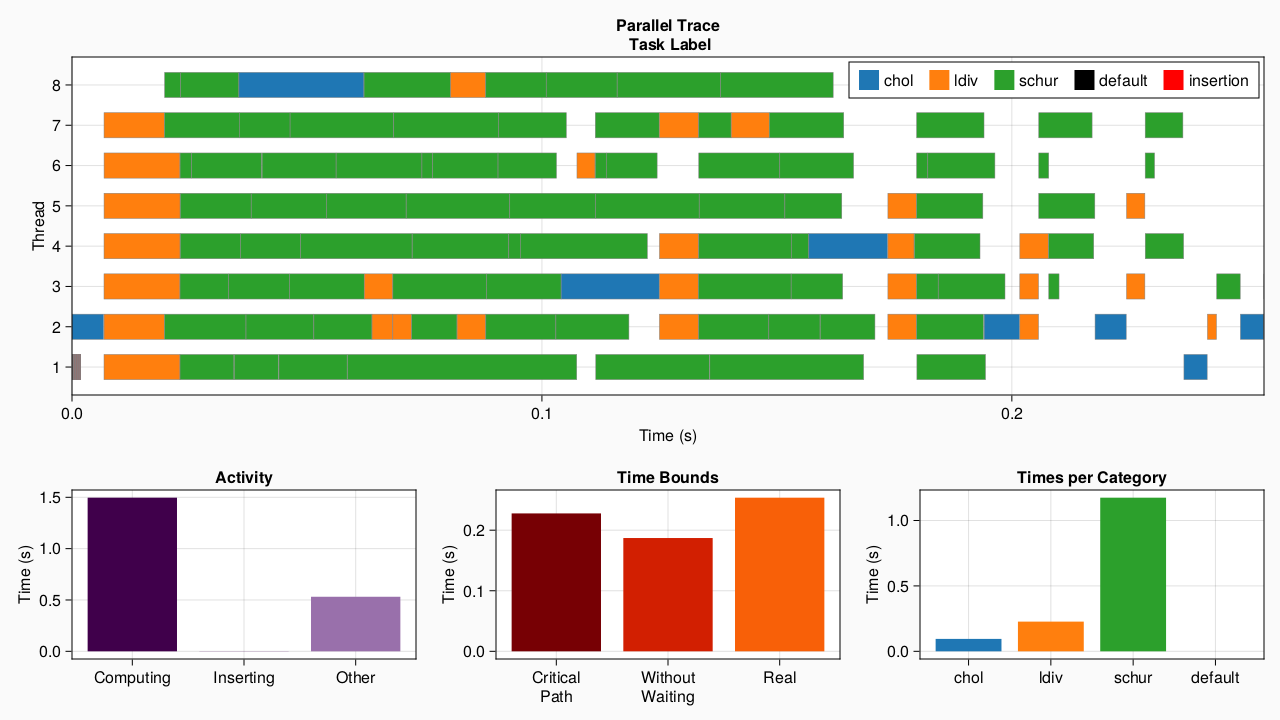 Parallel Trace
Task Label
chol ldiv schur default insertion
8
7
6
5
4
3
2
1
Thread
0.0 0.1 0.2
Time (s)
Activity
1.5
1.0
0.5
0.0
Time (s)
Computing Inserting Other
Time Bounds
0.2
0.1
0.0
Time (s)
Critical Path
Without Waiting
Real
Times per Category
1.0
0.5
0.0
Time (s)
chol ldiv schur default